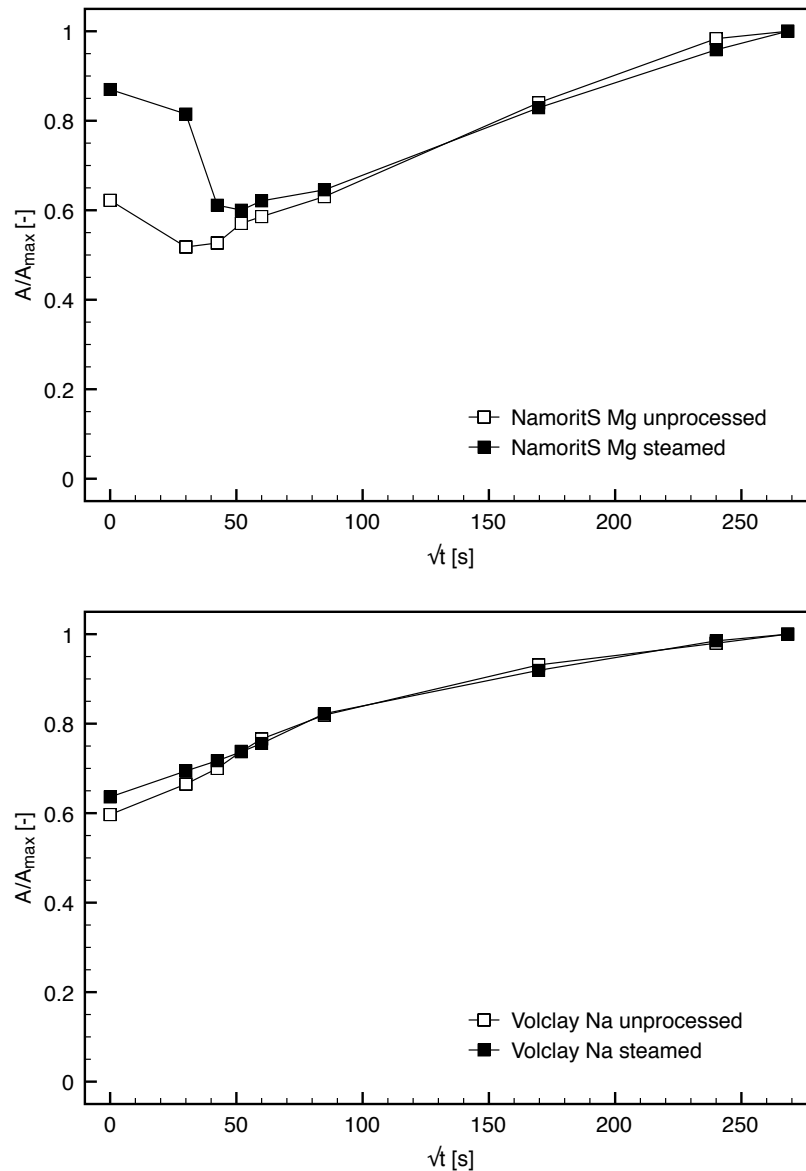 1
0.8
0.6
0.4
0.2
0
A/Amax [-]
NamoritS Mg unprocessed
NamoritS Mg steamed
0 50 100 150 200 250
√t [s]
1
0.8
0.6
0.4
0.2
0
A/Amax [-]
Volclay Na unprocessed
Volclay Na steamed
0 50 100 150 200 250
√t [s]